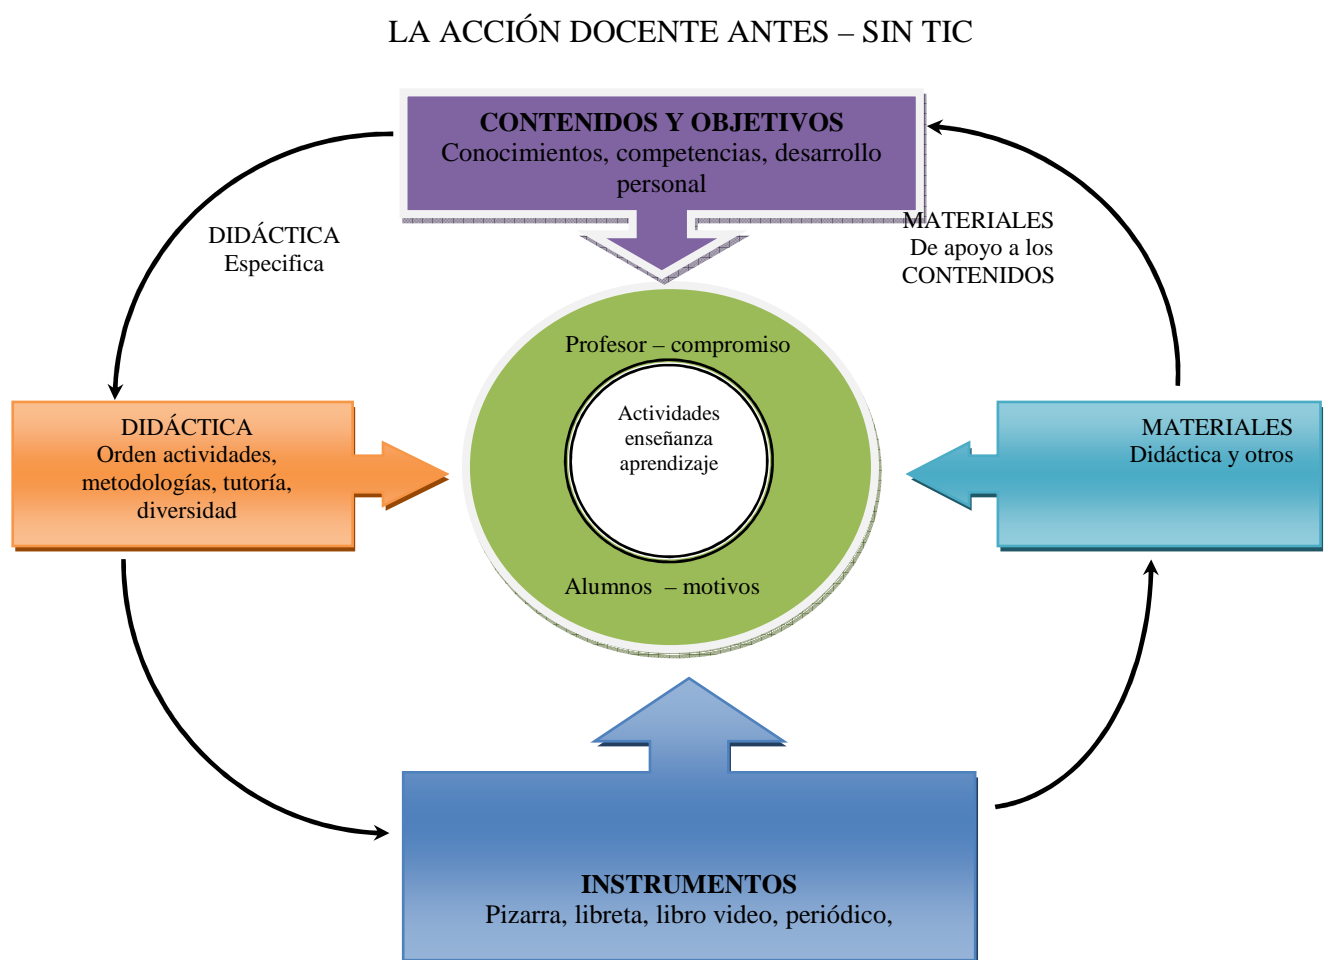 LA ACCIÓN DOCENTE ANTES – SIN TIC
CONTENIDOS Y OBJETIVOS
Conocimientos, competencias, desarrollo
personal
DIDÁCTICA
Especifica
MATERIALES
De apoyo a los
CONTENIDOS
Profesor – compromiso
Actividades
enseñanza
aprendizaje
Alumnos – motivos
DIDÁCTICA
Orden actividades,
metodologías, tutoría,
diversidad
MATERIALES
Didáctica y otros
INSTRUMENTOS
Pizarra, libreta, libro video, periódico,